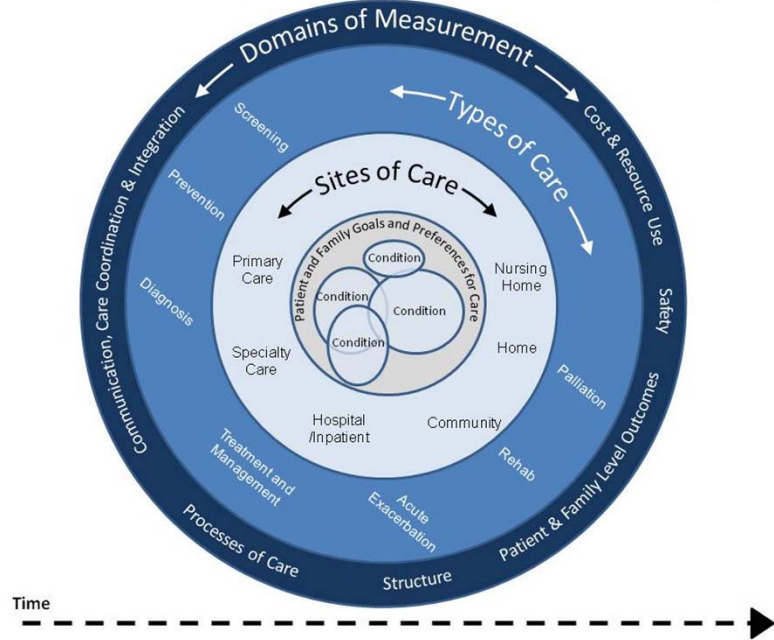 Domains of Measurement
Communication, Care Coordination & Integration
Cost & Resource Use
Safety
Patient & Family Level Outcomes
Structure
Processes of Care
Types of Care
Screening
Prevention
Diagnosis
Treatment and
Management
Acute
Exacerbation
Rehab
Palliation
Sites of Care
Primary
Care
Specialty
Care
Hospital
/Inpatient
Community
Home
Nursing
Home
Patient and Family Goals and Preferences for Care
Condition
Condition
Condition
Condition
Time